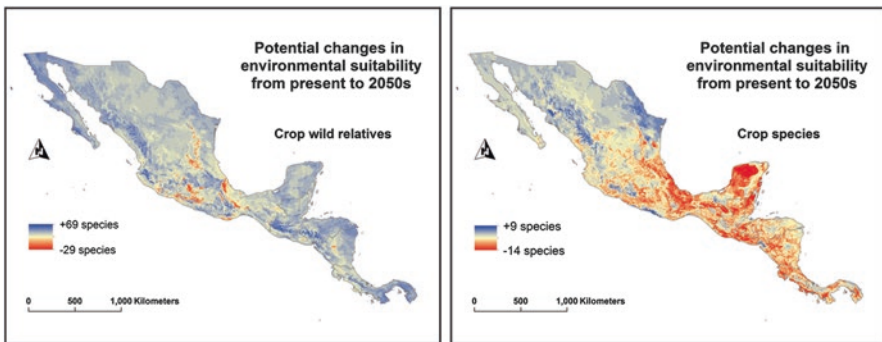 Potential changes in
environmental suitability
from present to 2050s
Crop wild relatives
+69 species
-29 species
0 500 1,000 Kilometers
Potential changes in
environmental suitability
from present to 2050s
Crop species
+9 species
-14 species
0 500 1,000 Kilometers